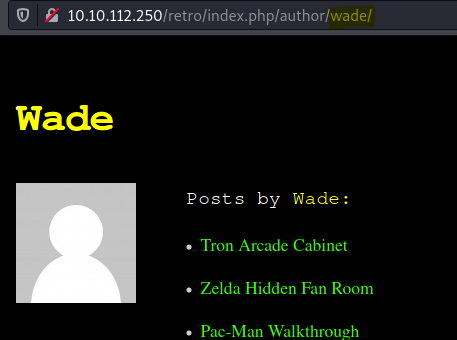 10.10.112.250/retro/index.php/author/wade/
Wade
Posts by Wade:
Tron Arcade Cabinet
Zelda Hidden Fan Room
Pac-Man Walkthrough